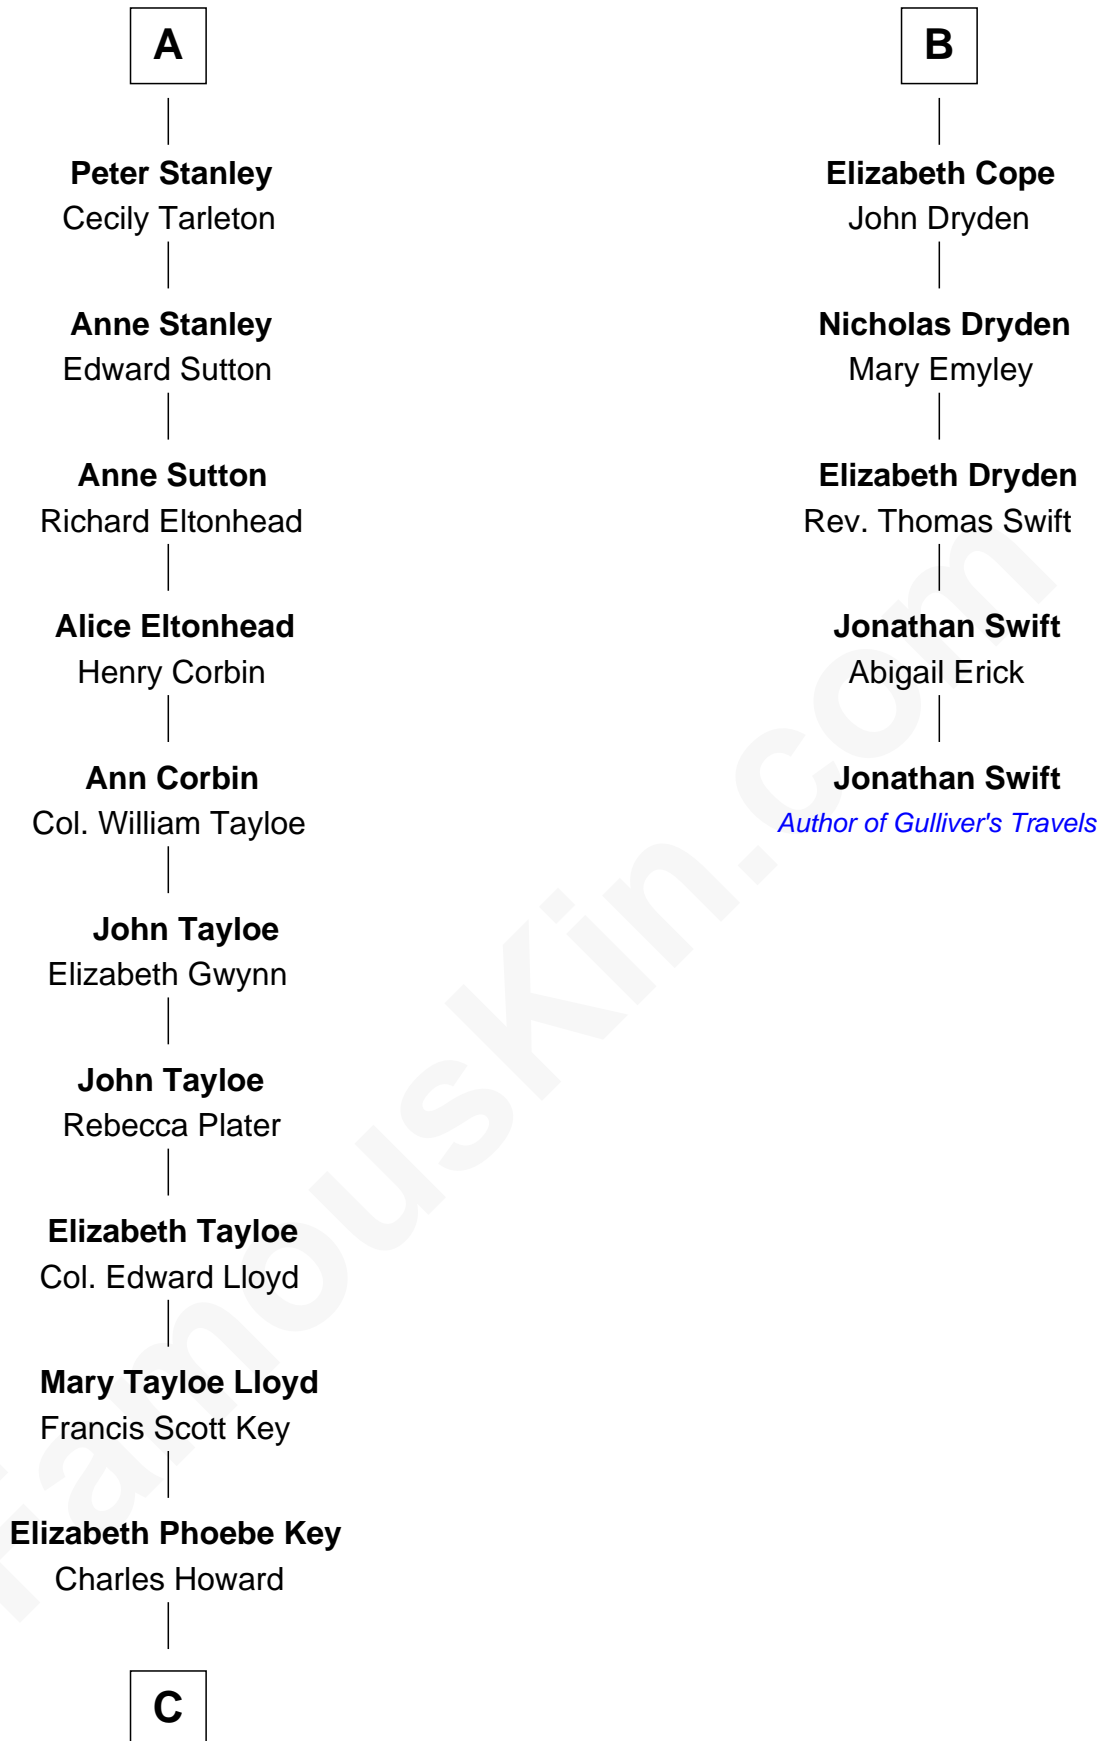 A
Peter Stanley
Cecily Tarleton
Anne Stanley
Edward Sutton
Anne Sutton
Richard Eltonhead
Alice Eltonhead
Henry Corbin
Ann Corbin
Col. William Tayloe
John Tayloe
Elizabeth Gwynn
John Tayloe
Rebecca Plater
Elizabeth Tayloe
Col. Edward Lloyd
Mary Tayloe Lloyd
Francis Scott Key
Elizabeth Phoebe Key
Charles Howard
C
B
Elizabeth Cope
John Dryden
Nicholas Dryden
Mary Emyley
Elizabeth Dryden
Rev. Thomas Swift
Jonathan Swift
Abigail Erick
Jonathan Swift
Author of Gulliver's Travels
FamousKin.com